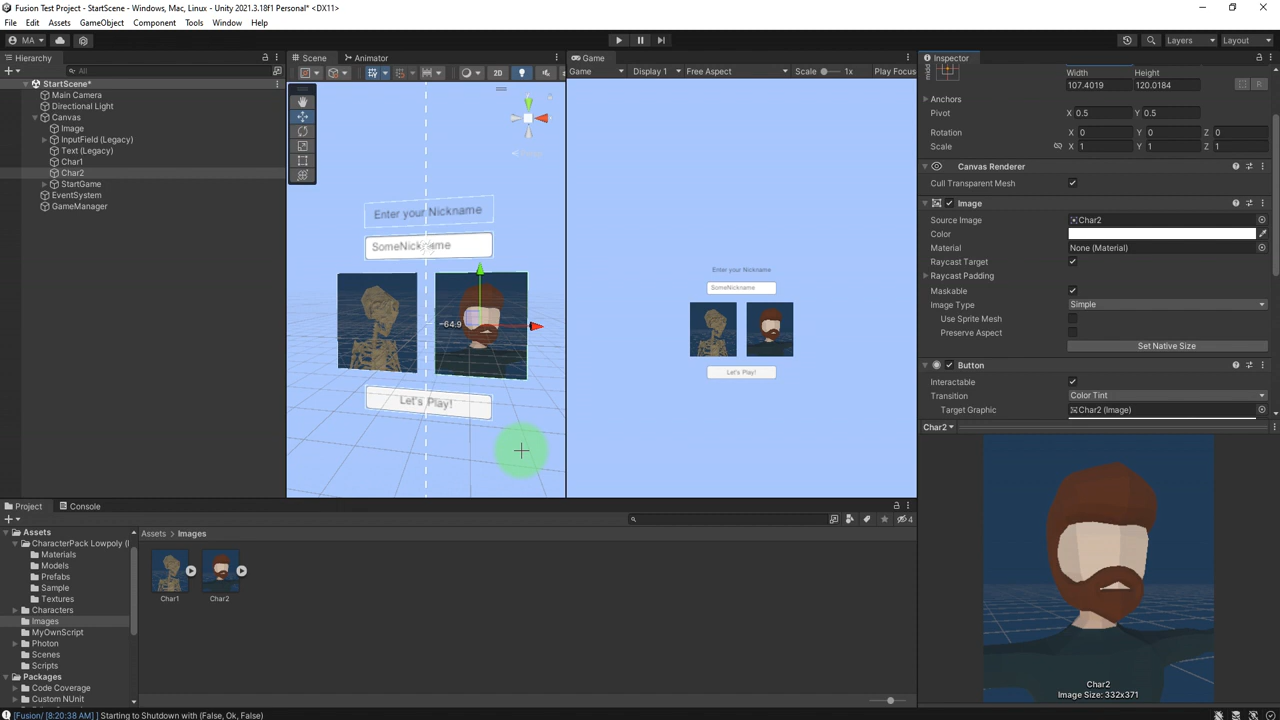 Fusion Test Project - StartScene - Windows, Mac, Linux - Unity 2021.3.18f1 Personal* <DX11>
File Edit Assets GameObject Component Tools Window Help
MA
Layers
Layout
Hierarchy
All
StartScene*
Main Camera
Directional Light
Canvas
Image
InputField (Legacy)
Text (Legacy)
Char1
Char2
StartGame
EventSystem
GameManager
Scene
Animator
2D
Enter your Nickname
SomeNickname
-64.9
Let's Play!
Game
Game
Display 1
Free Aspect
Scale
1x
Play Focus
Enter your Nickname
SomeNickname
Let's Play!
Inspector
Width
Height
107.4019
120.0184
Anchors
Pivot X 0.5 Y 0.5
Rotation X 0 Y 0 Z 0
Scale X 1 Y 1 Z 1
Canvas Renderer
Cull Transparent Mesh
Image
Source Image
Char2
Color
Material
None (Material)
Raycast Target
Raycast Padding
Maskable
Image Type
Simple
Use Sprite Mesh
Preserve Aspect
Set Native Size
Button
Interactable
Transition
Color Tint
Target Graphic
Char2 (Image)
Char2
Char2
Image Size: 332x371
Project
Console
4
Assets
CharacterPack Lowpoly (
Materials
Models
Prefabs
Sample
Textures
Characters
Images
MyOwnScript
Photon
Scenes
Scripts
Packages
Code Coverage
Custom NUnit
Assets > Images
Char1
Char2
[Fusion/ [8:20:38 AM] Starting to Shutdown with (False, Ok, False)